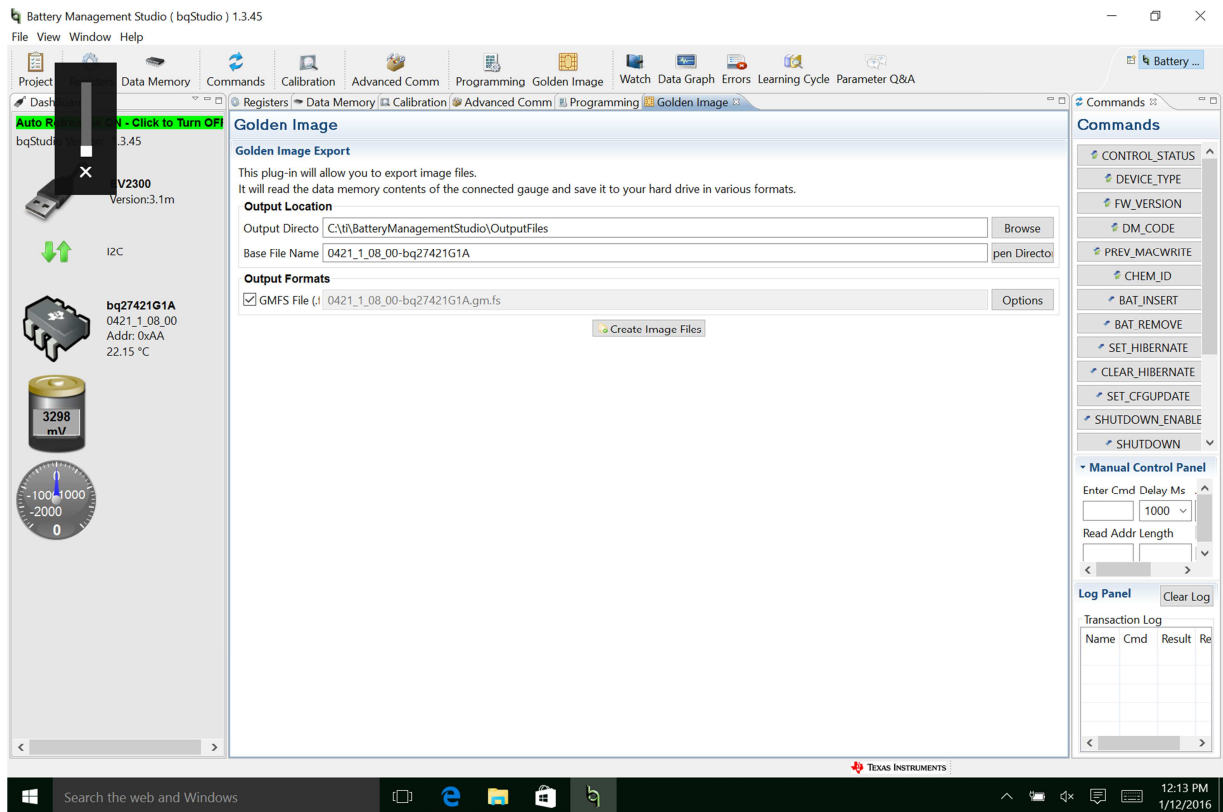 Battery Management Studio ( bqStudio ) 1.3.45
File View Window Help
Project Data Memory Commands Calibration Advanced Comm Programming Golden Image Watch Data Graph Errors Learning Cycle Parameter Q&A
Battery ...
Registers Data Memory Calibration Advanced Comm Programming Golden Image
Commands
Auto ON - Click to Turn OFF
bqStudio 1.3.45
EV2300
Version:3.1m
I2C
bq27421G1A
0421_1_08_00
Addr: 0xAA
22.15 °C
3298
mV
0
-100 1000
-2000
0
Golden Image
Golden Image Export
This plug-in will allow you to export image files.
It will read the data memory contents of the connected gauge and save it to your hard drive in various formats.
Output Location
Output Directo C:\ti\BatteryManagementStudio\OutputFiles Browse
Base File Name 0421_1_08_00-bq27421G1A pen Directo
Output Formats
GMFS File (.f 0421_1_08_00-bq27421G1A.gm.fs Options
Create Image Files
Commands
CONTROL_STATUS
DEVICE_TYPE
FW_VERSION
DM_CODE
PREV_MACWRITE
CHEM_ID
BAT_INSERT
BAT_REMOVE
SET_HIBERNATE
CLEAR_HIBERNATE
SET_CFGUPDATE
SHUTDOWN_ENABLE
SHUTDOWN
Manual Control Panel
Enter Cmd Delay Ms
1000
Read Addr Length
Log Panel Clear Log
Transaction Log
Name Cmd Result Re
TEXAS INSTRUMENTS
Search the web and Windows
12:13 PM
1/12/2016